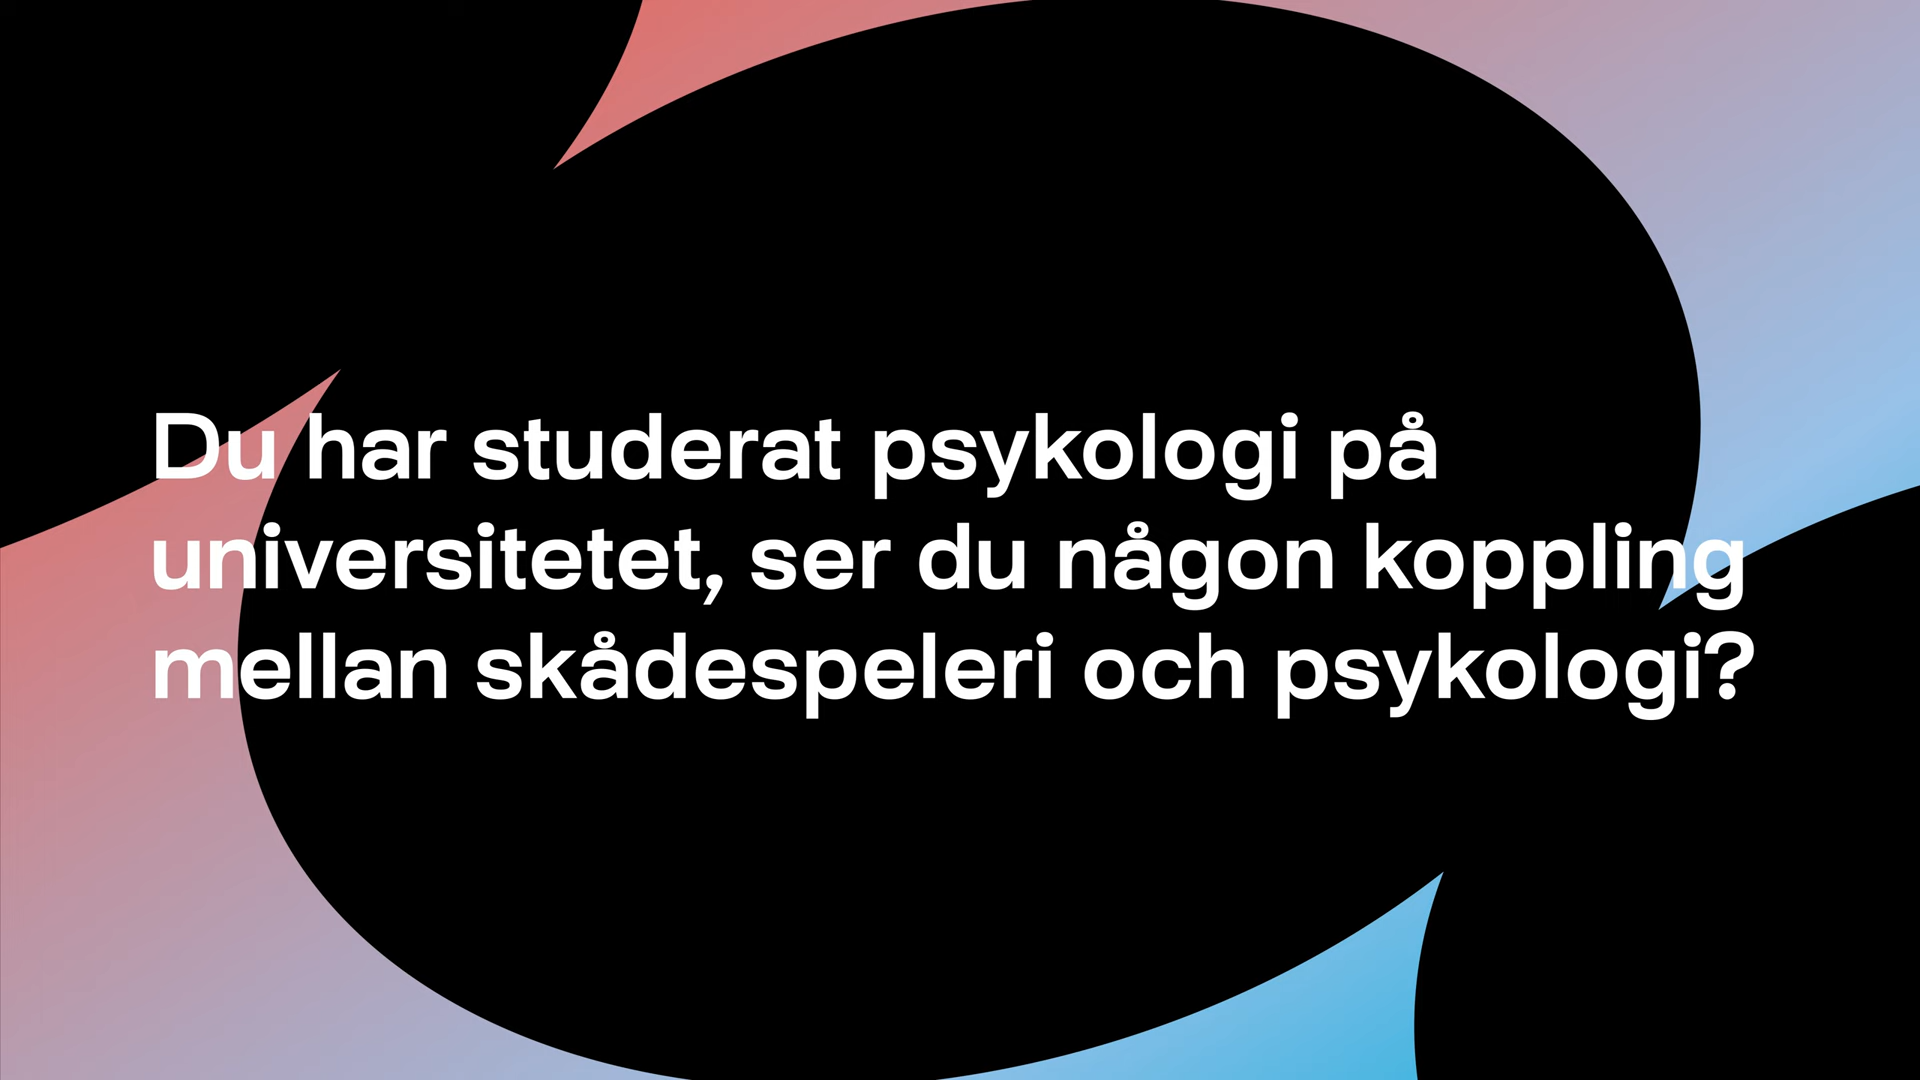 Du har studerat psykologi på
universitetet, ser du någon koppling
mellan skådespeleri och psykologi?